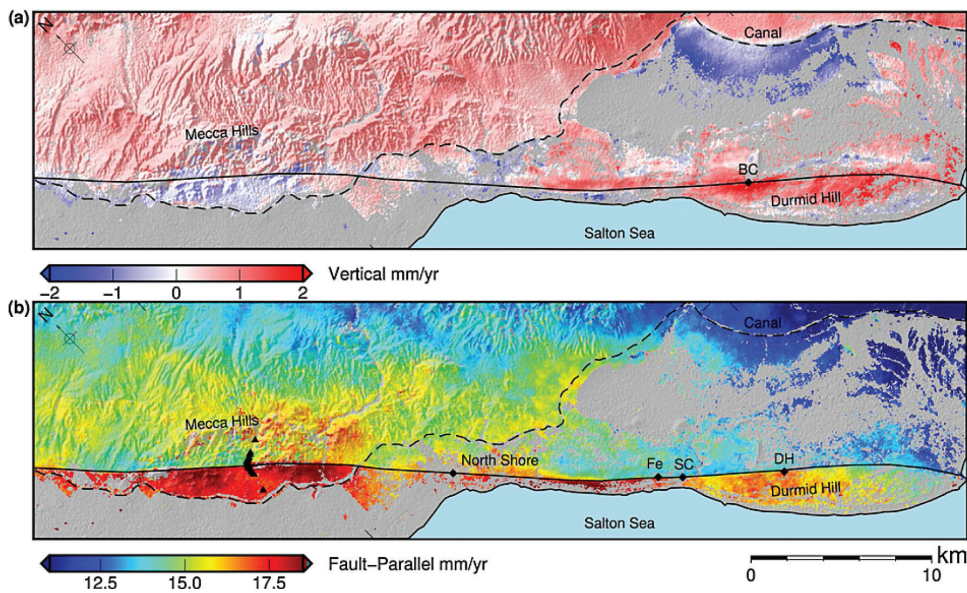 (a)
N
Canal
Mecca Hills
BC
Durmid Hill
Salton Sea
Vertical mm/yr
−2 −1 0 1 2
(b)
N
Canal
Mecca Hills
North Shore
Fe SC DH
Durmid Hill
Salton Sea
Fault−Parallel mm/yr
12.5 15.0 17.5
km
0 10